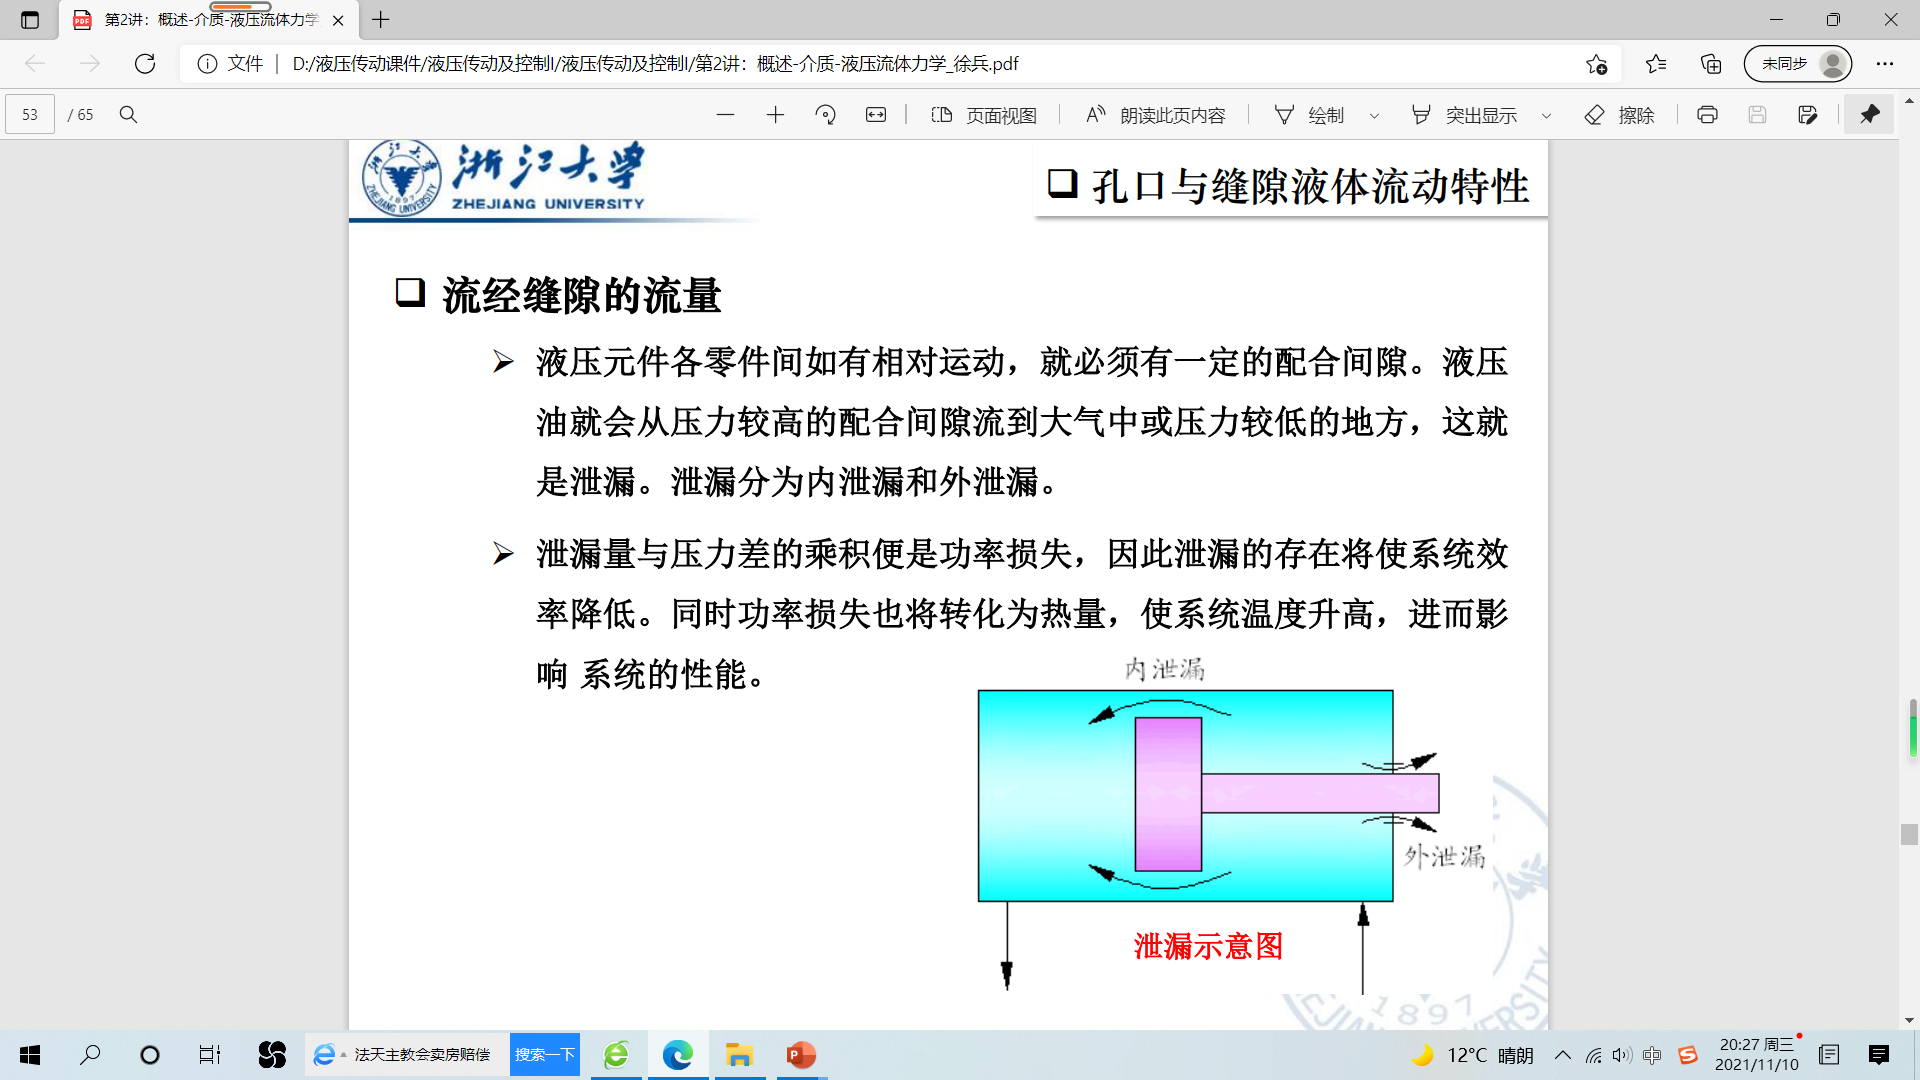 第2讲：概述-介质-液压流体力学
文件
D:/液压传动课件/液压传动及控制I/液压传动及控制I/第2讲：概述-介质-液压流体力学_徐兵.pdf
未同步
53 / 65
页面视图
朗读此页内容
绘制
突出显示
擦除
浙江大学
ZHEJIANG UNIVERSITY
孔口与缝隙液体流动特性
流经缝隙的流量
液压元件各零件间如有相对运动，就必须有一定的配合间隙。液压
油就会从压力较高的配合间隙流到大气中或压力较低的地方，这就
是泄漏。泄漏分为内泄漏和外泄漏。
泄漏量与压力差的乘积便是功率损失，因此泄漏的存在将使系统效
率降低。同时功率损失也将转化为热量，使系统温度升高，进而影
响 系统的性能。
内泄漏
外泄漏
泄漏示意图
1897
法天主教会卖房赔偿
搜索一下
12°C 晴朗
中
20:27 周三
2021/11/10